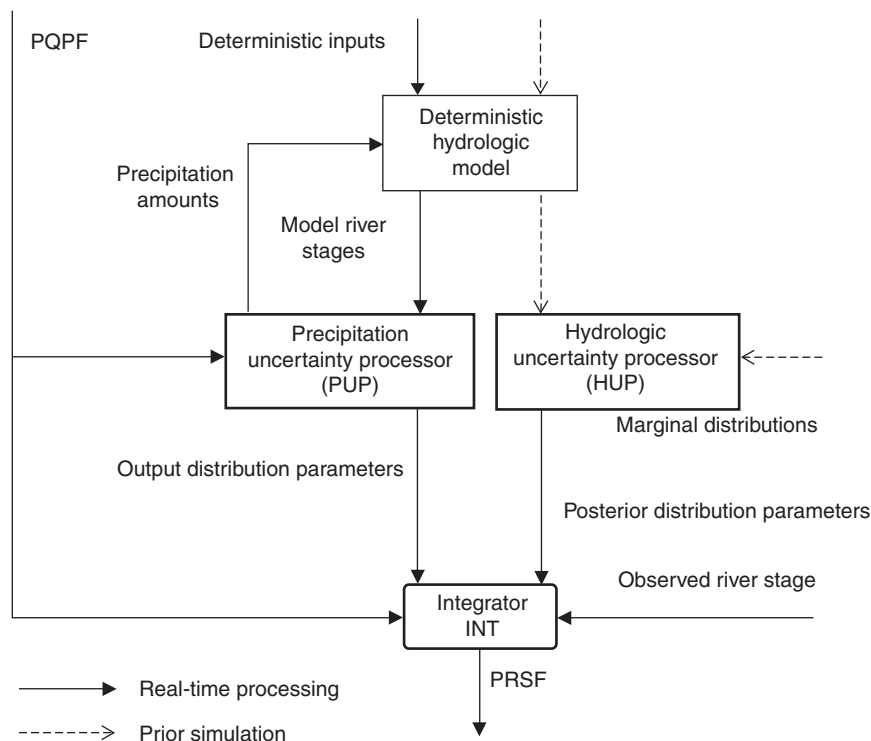 PQPF
Deterministic inputs
Deterministic
hydrologic
model
Precipitation
amounts
Model river
stages
Precipitation
uncertainty processor
(PUP)
Hydrologic
uncertainty processor
(HUP)
Marginal distributions
Output distribution parameters
Posterior distribution parameters
Observed river stage
Integrator
INT
PRSF
Real-time processing
Prior simulation